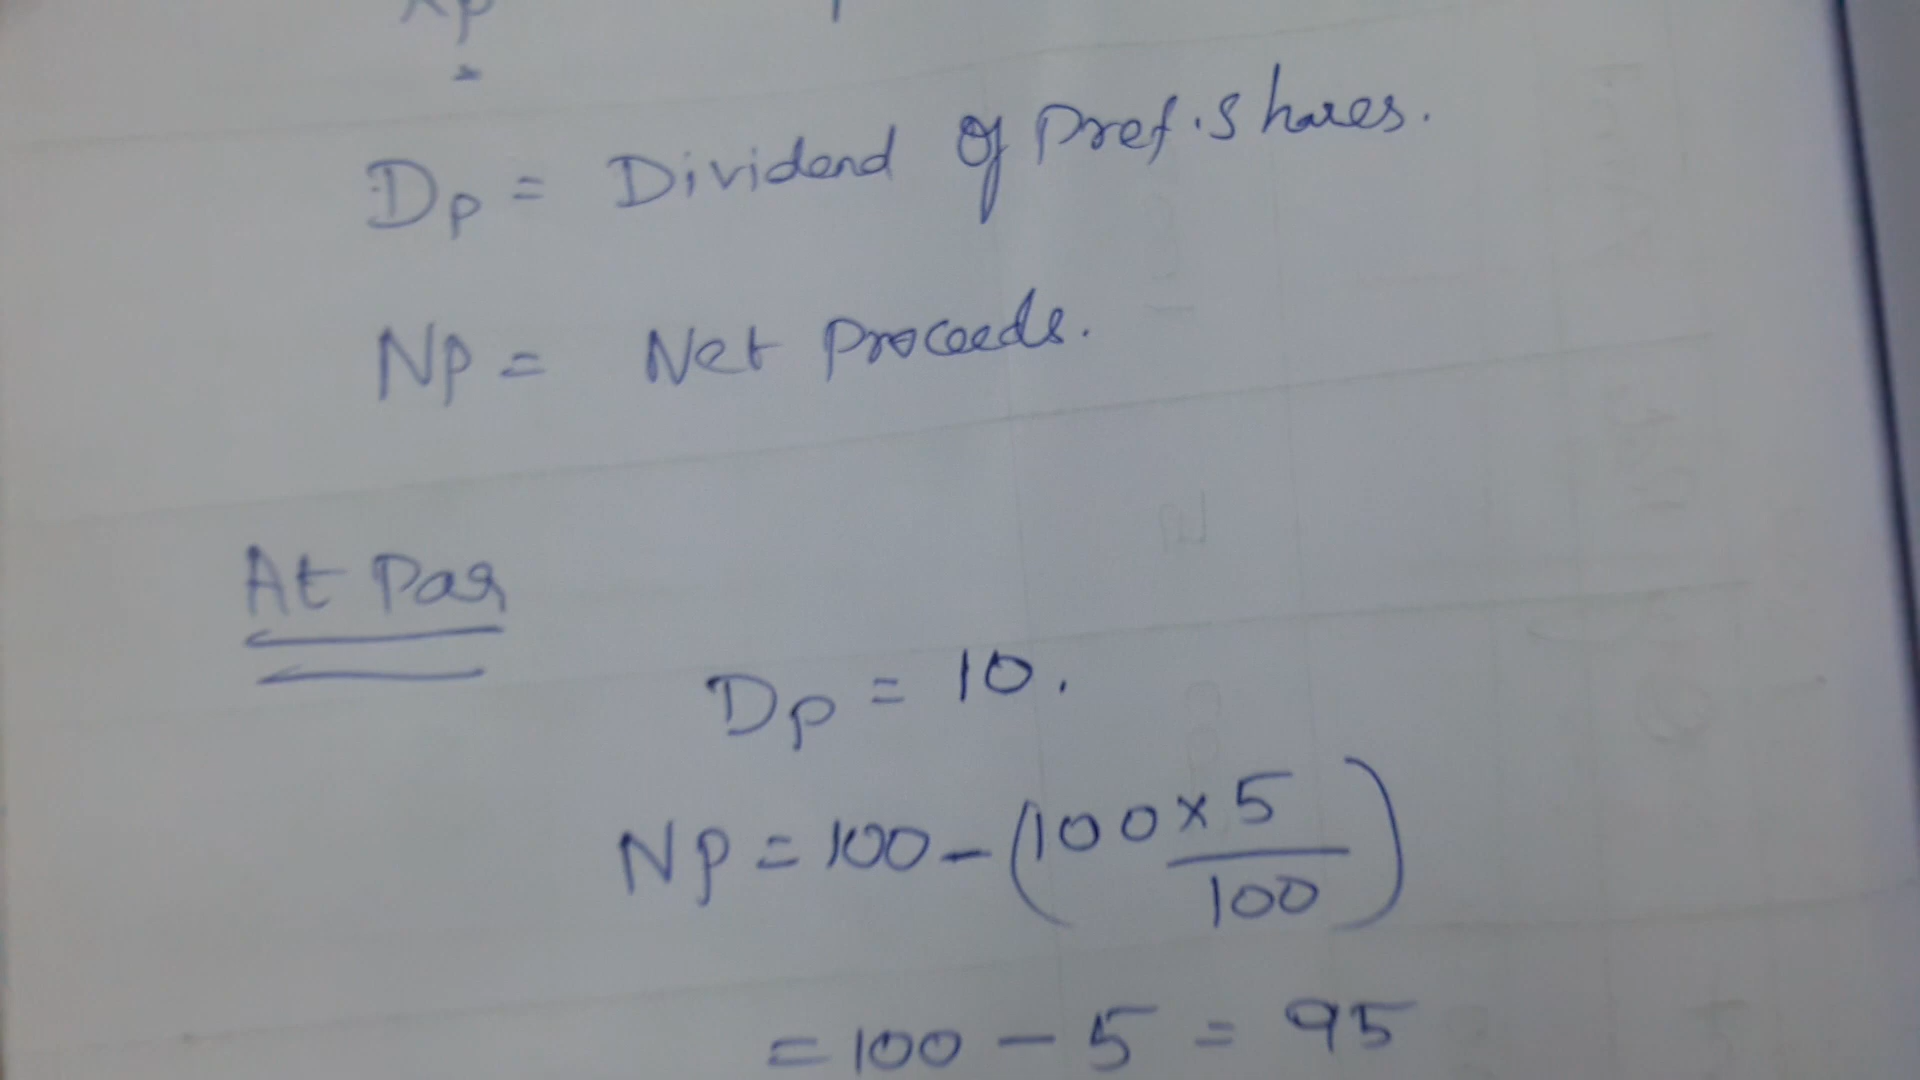 Dp = Dividend of Pref. Shares.
Np = Net Proceeds.
At Par
Dp = 10.
Np = 100 - (100 x 5 / 100)
= 100 - 5 = 95